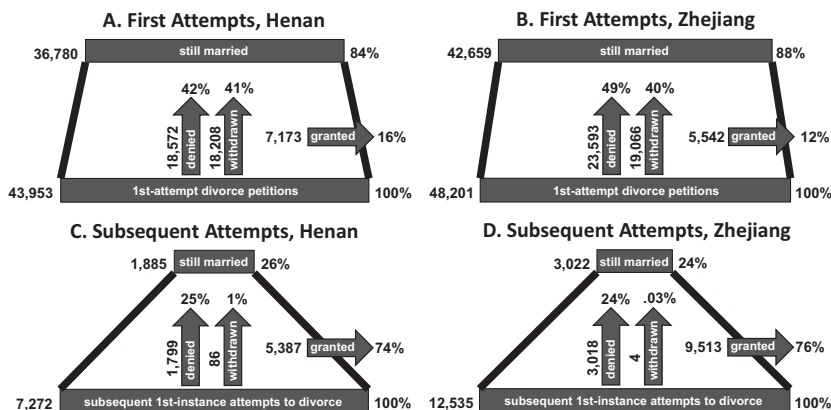 A. First Attempts, Henan
36,780 still married 84%
42% 41%
18,572 denied 18,208 withdrawn
7,173 granted 16%
43,953 1st-attempt divorce petitions 100%
B. First Attempts, Zhejiang
42,659 still married 88%
49% 40%
23,593 denied 19,066 withdrawn
5,542 granted 12%
48,201 1st-attempt divorce petitions 100%
C. Subsequent Attempts, Henan
1,885 still married 26%
25% 1%
1,799 denied 86 withdrawn
5,387 granted 74%
7,272 subsequent 1st-instance attempts to divorce 100%
D. Subsequent Attempts, Zhejiang
3,022 still married 24%
24% .03%
3,018 denied 4 withdrawn
9,513 granted 76%
12,535 subsequent 1st-instance attempts to divorce 100%